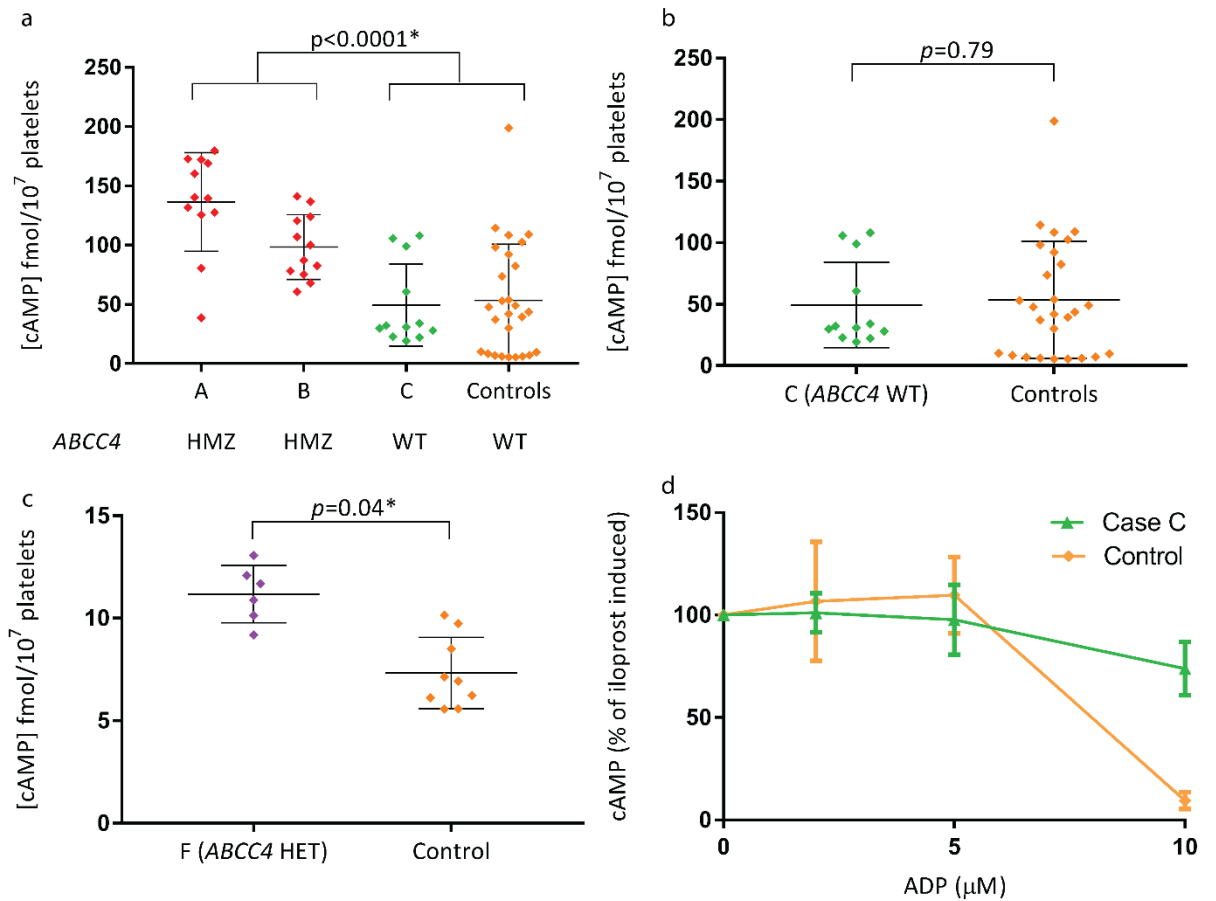 a
p<0.0001*
[cAMP] fmol/10^7 platelets
250
200
150
100
50
0
A B C Controls
ABCC4 HMZ HMZ WT WT
b
p=0.79
[cAMP] fmol/10^7 platelets
250
200
150
100
50
0
C (ABCC4 WT) Controls
c
p=0.04*
[cAMP] fmol/10^7 platelets
15
10
5
0
F (ABCC4 HET) Control
d
Case C
Control
cAMP (% of iloprost induced)
150
100
50
0
0 5 10
ADP (μM)